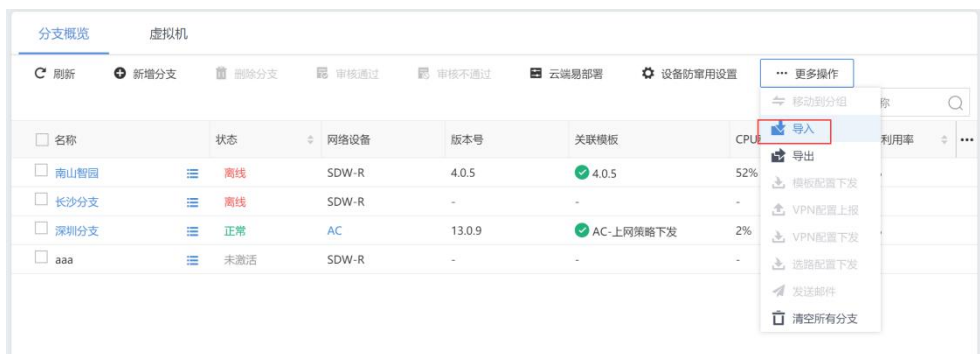 分支概览 虚拟机
刷新 新增分支 删除分支 审核通过 审核不通过 云端易部署 设备防窜用设置 ··· 更多操作
移动到分组 称
名称 状态 网络设备 版本号 关联模板 CPU 导入 利用率 ···
导出
南山智园 离线 SDW-R 4.0.5 4.0.5 52%
模板配置下发
长沙分支 离线 SDW-R - - -
VPN配置上报
深圳分支 正常 AC 13.0.9 AC-上网策略下发 2%
VPN配置下发
aaa 未激活 SDW-R - - -
选路配置下发
发送邮件
清空所有分支